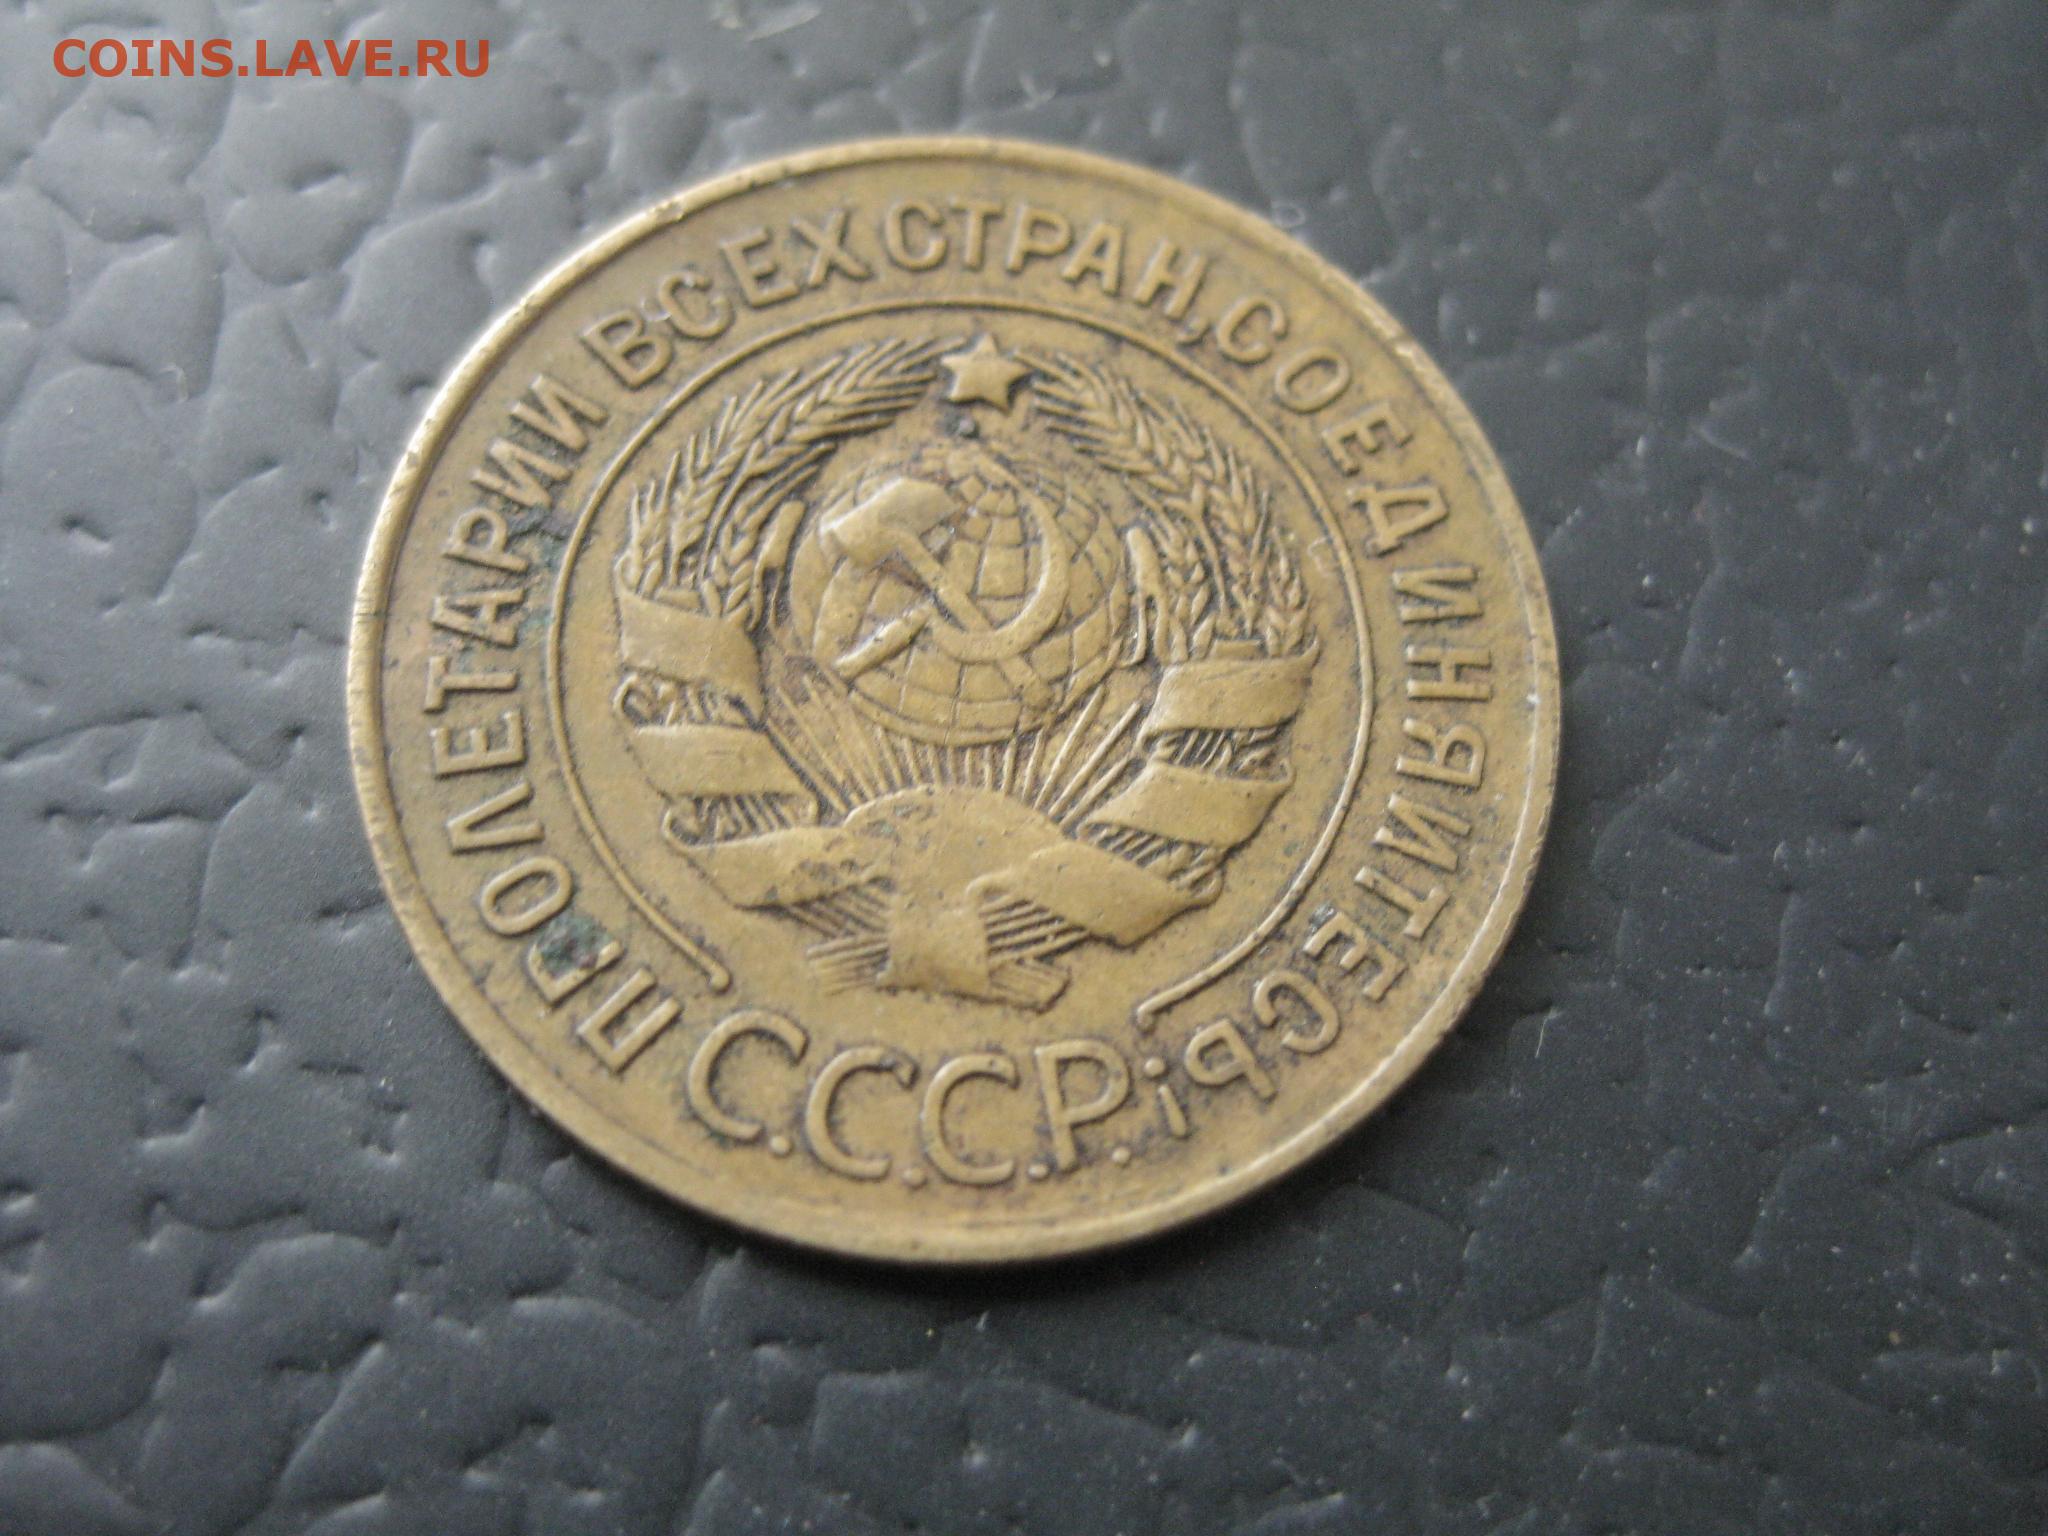 COINS.LAVE.RU
ПРОЛЕТАРИИ ВСЕХ СТРАН, СОЕДИНЯЙТЕСЬ!
С.С.С.Р.